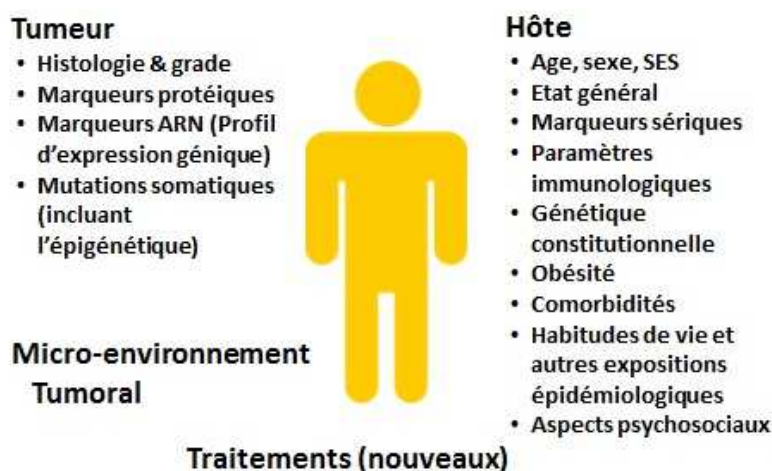 Tumeur
• Histologie & grade
• Marqueurs protéiques
• Marqueurs ARN (Profil
d'expression génique)
• Mutations somatiques
(incluant
l'épigénétique)
Micro-environnement
Tumoral
Hôte
• Age, sexe, SES
• Etat général
• Marqueurs sériques
• Paramètres
immunologiques
• Génétique
constitutionnelle
• Obésité
• Comorbidités
• Habitudes de vie et
autres expositions
épidémiologiques
• Aspects psychosociaux
Traitements (nouveaux)